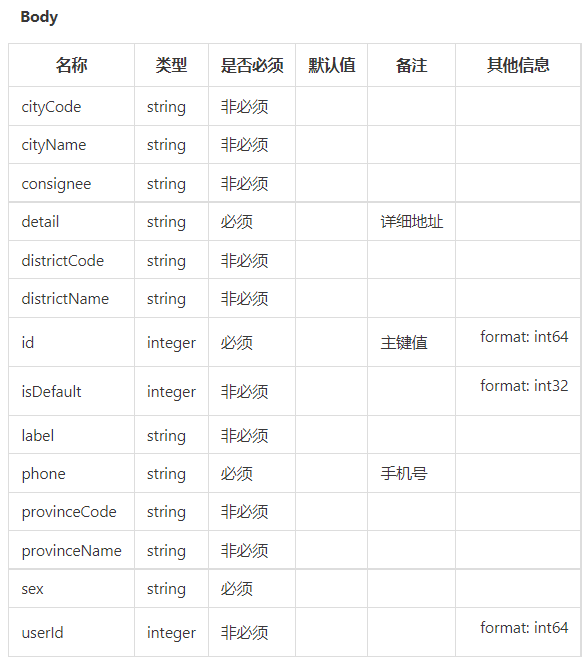 Body
名称 类型 是否必须 默认值 备注 其他信息
cityCode string 非必须
cityName string 非必须
consignee string 非必须
detail string 必须 详细地址
districtCode string 非必须
districtName string 非必须
id integer 必须 主键值 format: int64
isDefault integer 非必须 format: int32
label string 非必须
phone string 必须 手机号
provinceCode string 非必须
provinceName string 非必须
sex string 必须
userId integer 非必须 format: int64